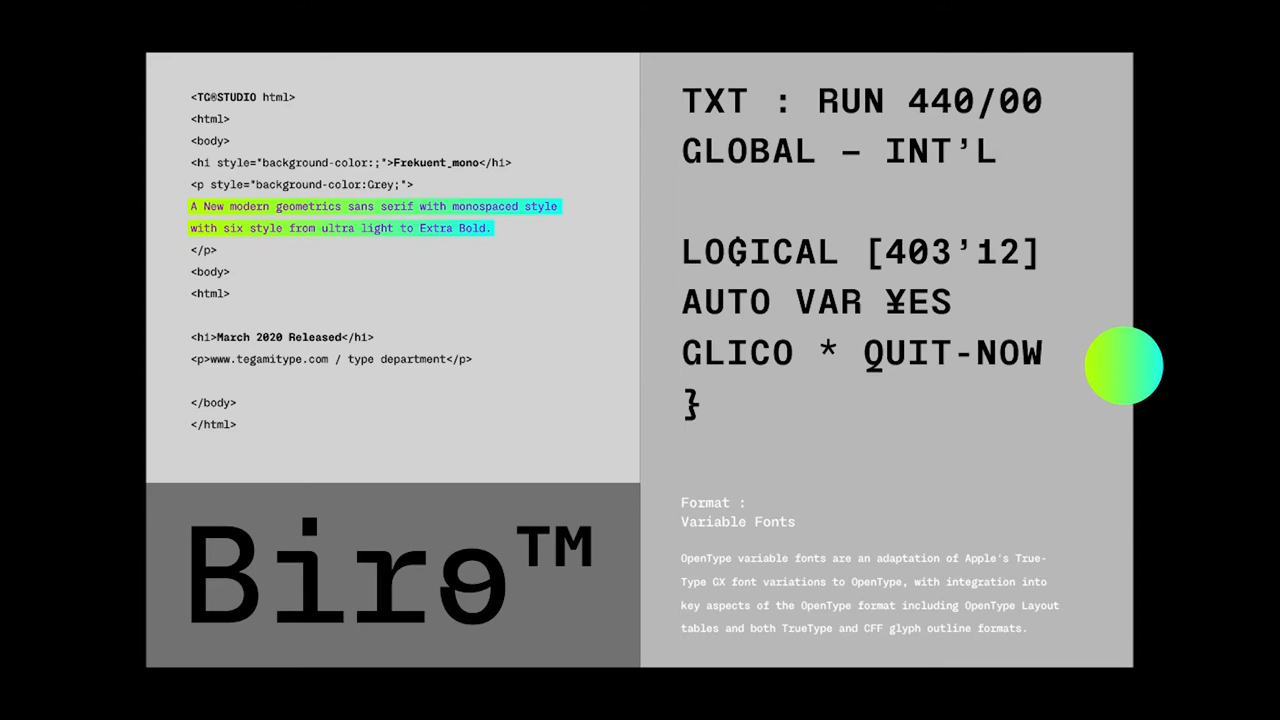 <TG®STUDIO html>
<html>
<body>
<hi style="background-color:;">Frekuent_mono</hi>
<p style="background-color:Grey;">
A New modern geometrics sans serif with monospaced style
with six style from ultra light to Extra Bold.
</p>
<body>
<html>
<h1>March 2020 Released</h1>
<p>www.tegamitype.com / type department</p>
</body>
</html>
Birɘ™
TXT : RUN 440/00
GLOBAL – INT’L
LOGICAL [403’12]
AUTO VAR ¥ES
GLICO * QUIT-NOW
}
Format :
Variable Fonts
OpenType variable fonts are an adaptation of Apple's True-
Type GX font variations to OpenType, with integration into
key aspects of the OpenType format including OpenType Layout
tables and both TrueType and CFF glyph outline formats.